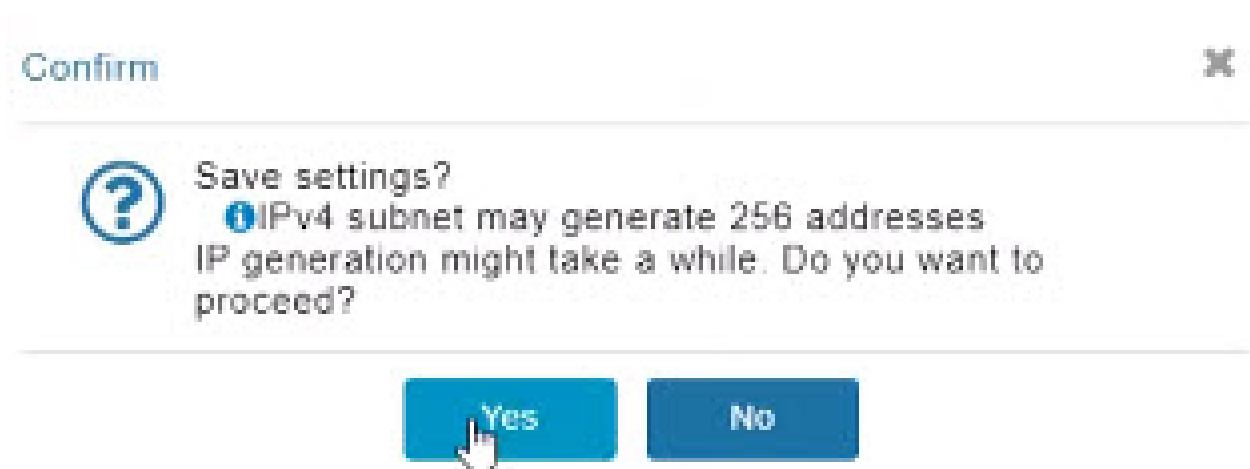 Confirm
Save settings?
IPv4 subnet may generate 256 addresses
IP generation might take a while. Do you want to
proceed?
Yes
No